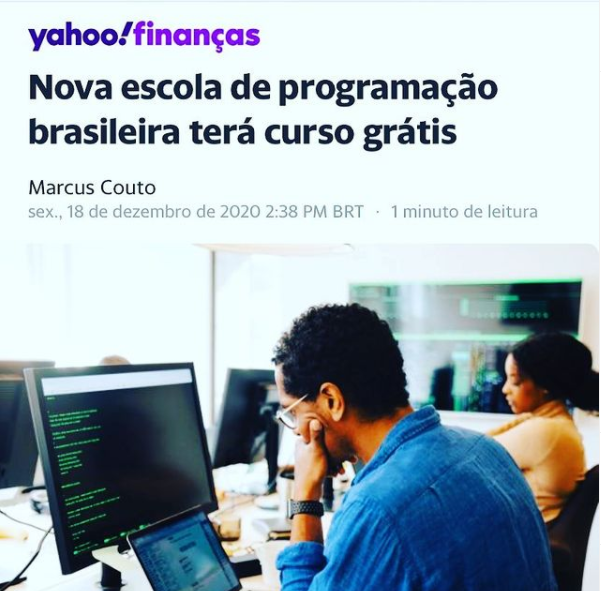 yahoo!finanças
Nova escola de programação
brasileira terá curso grátis
Marcus Couto
sex., 18 de dezembro de 2020 2:38 PM BRT · 1 minuto de leitura